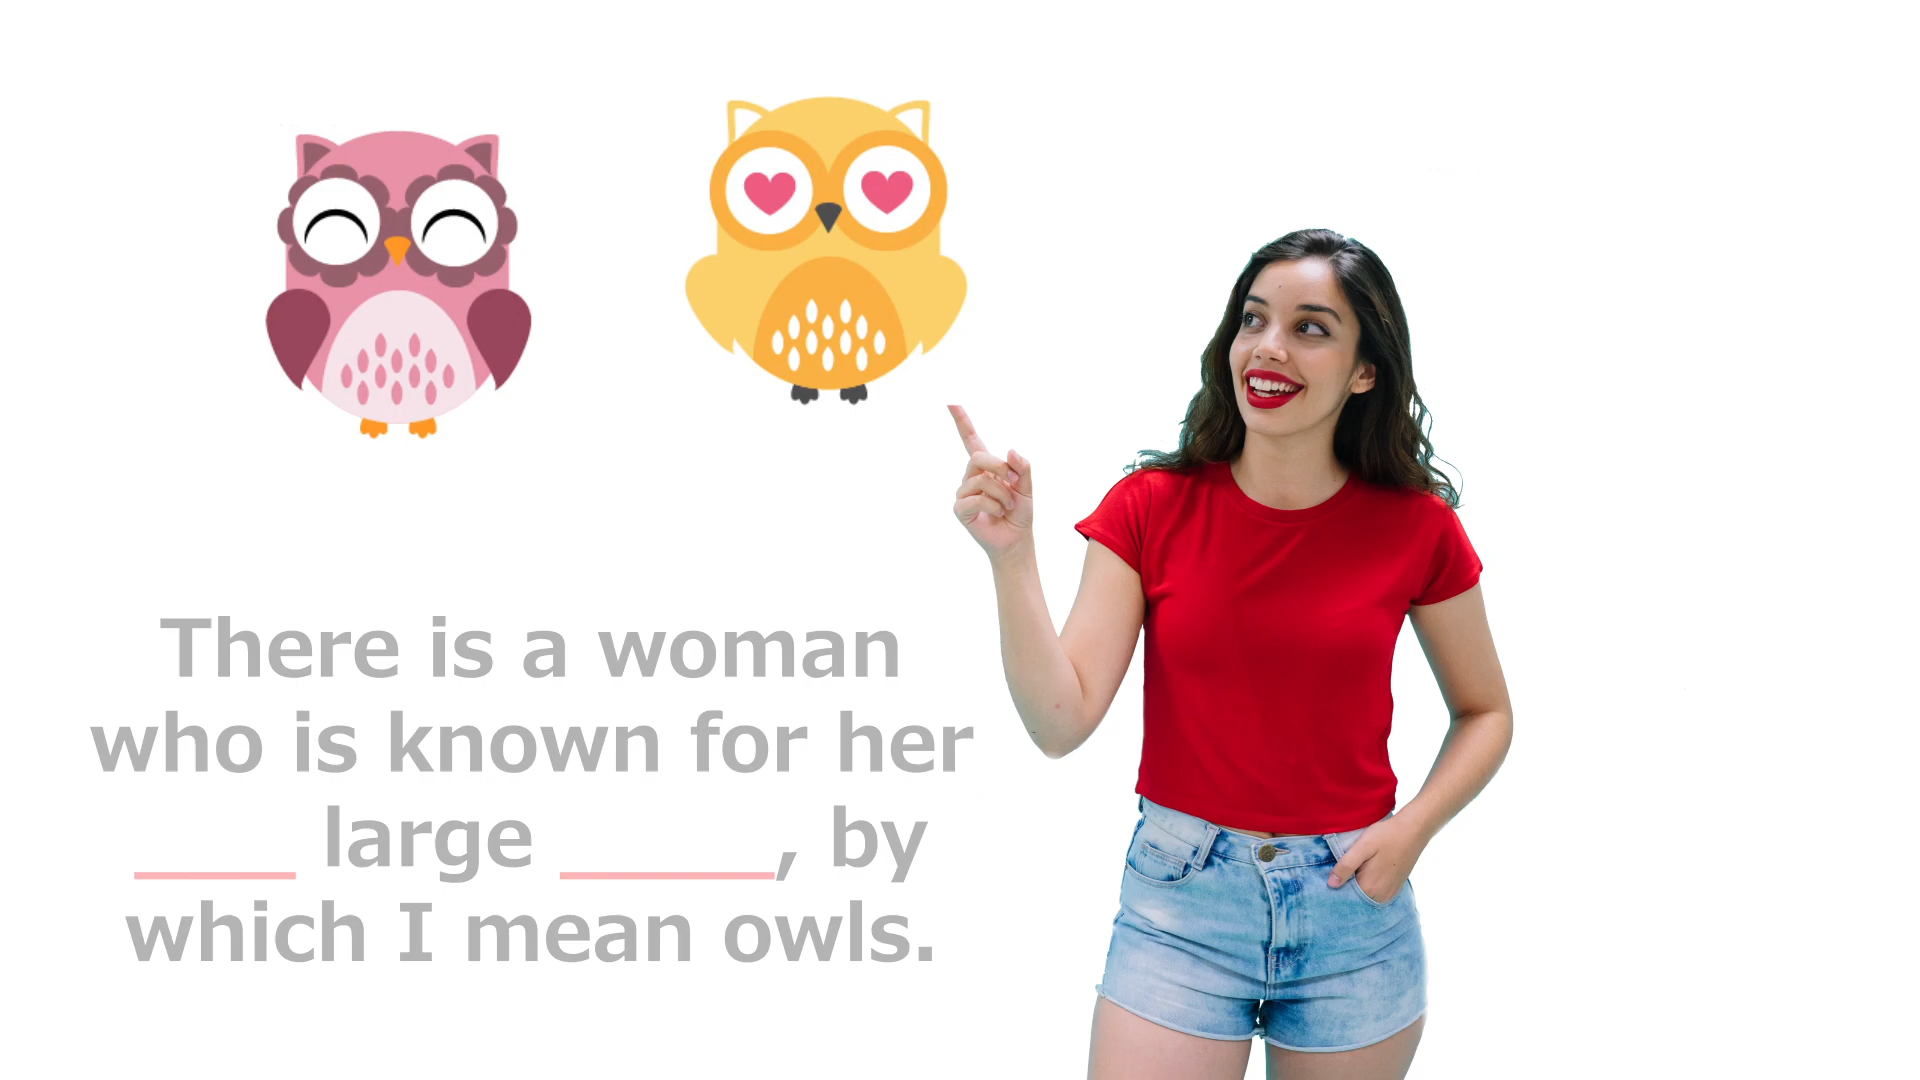 There is a woman
who is known for her
____ large _____, by
which I mean owls.